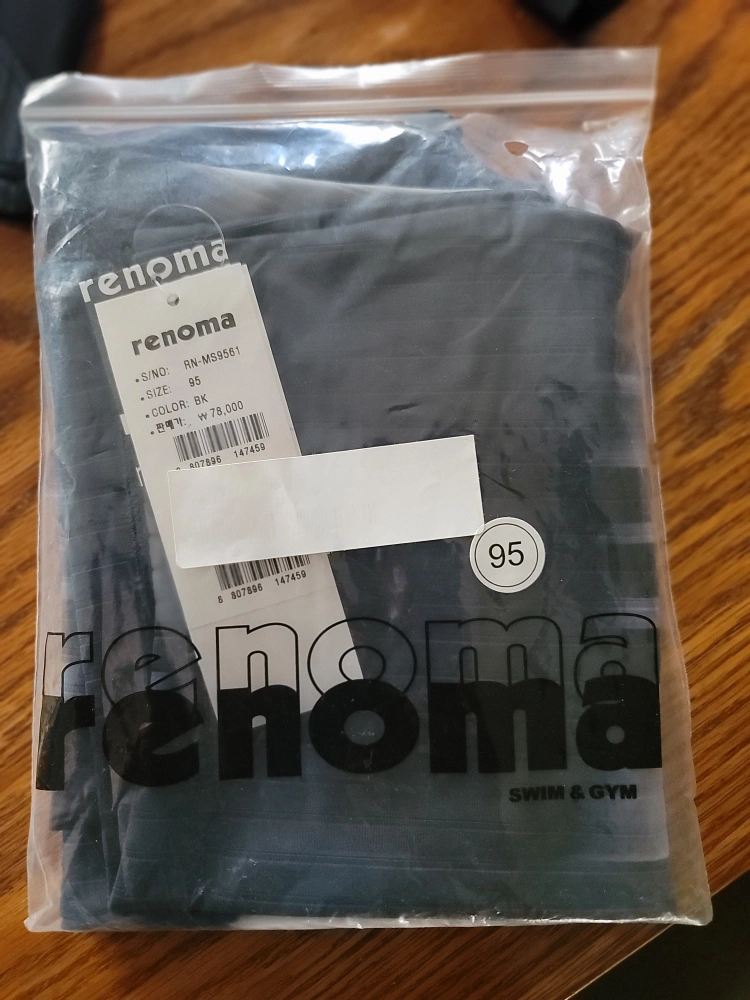 renoma
renoma
• S/NO: RN-MS9561
• SIZE: 95
• COLOR: BK
• 판매가: ₩78,000
8 807896 147459
95
8 807896 147459
renoma
renoma
SWIM & GYM